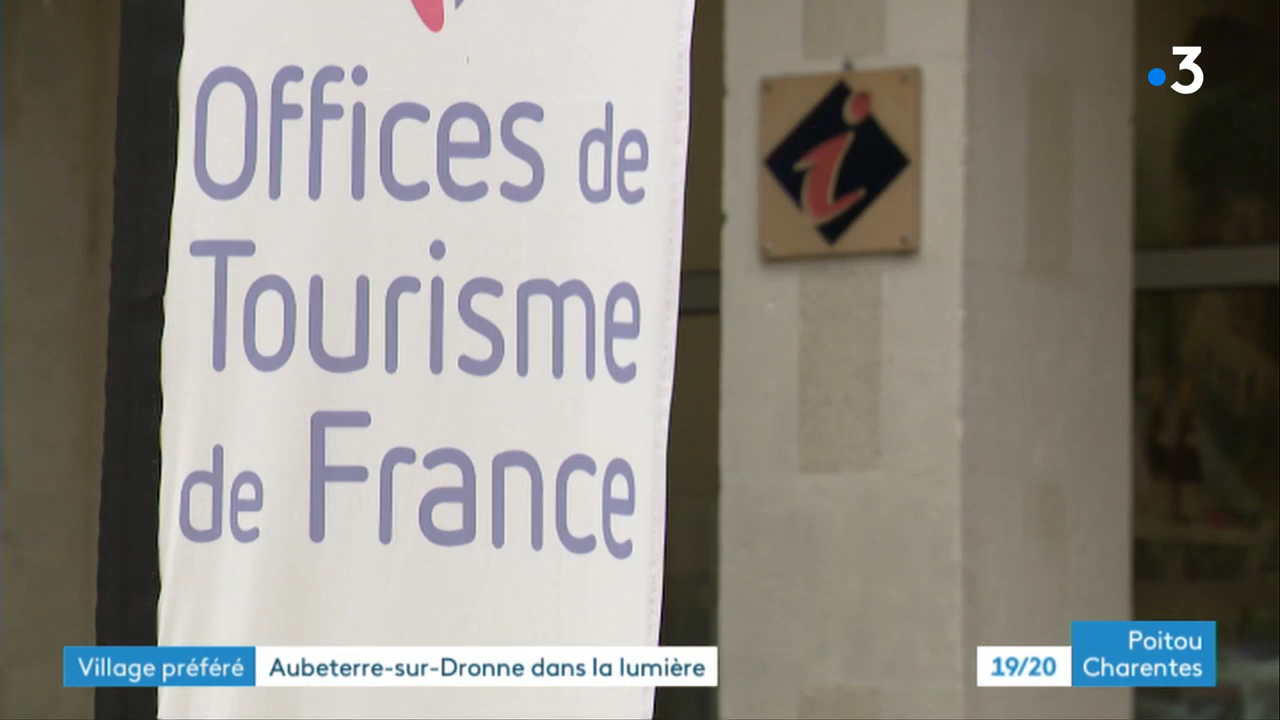 Offices de
Tourisme
de France
i
3
Village préféré
Aubeterre-sur-Dronne dans la lumière
19/20
Poitou
Charentes